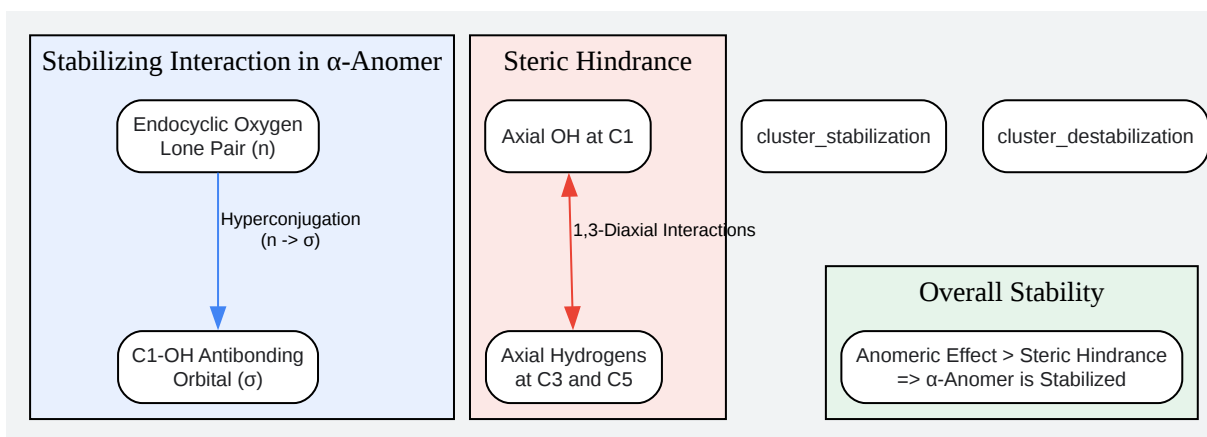 Stabilizing Interaction in α-Anomer
Endocyclic Oxygen
Lone Pair (n)
Hyperconjugation
(n -> σ)
C1-OH Antibonding
Orbital (σ)
Steric Hindrance
Axial OH at C1
1,3-Diaxial Interactions
Axial Hydrogens
at C3 and C5
cluster_stabilization
cluster_destabilization
Overall Stability
Anomeric Effect > Steric Hindrance
=> α-Anomer is Stabilized